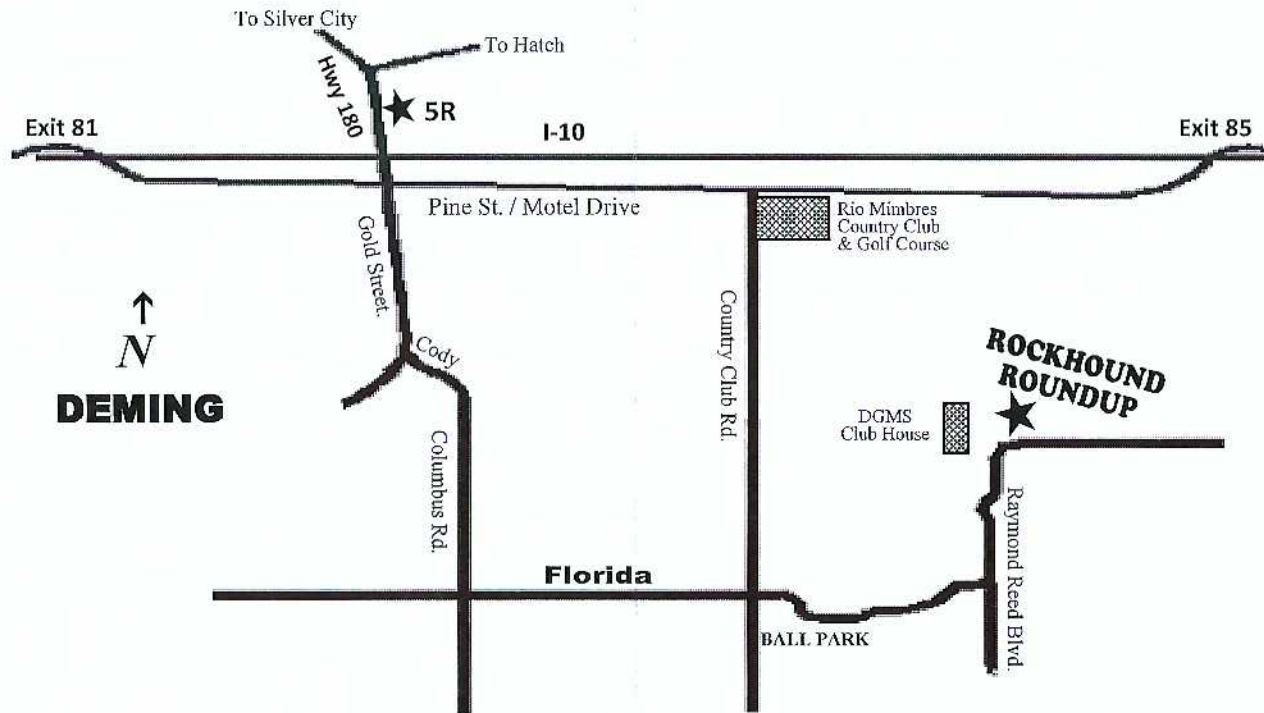 To Silver City
To Hatch
Hwy 180
5R
Exit 81
I-10
Exit 85
Pine St. / Motel Drive
Rio Mimbres
Country Club
& Golf Course
Gold Street.
Country Club Rd.
N
DEMING
Cody
ROCKHOUND
ROUNDUP
DGMS
Club House
Columbus Rd.
Raymond Reed Blvd.
Florida
BALL PARK